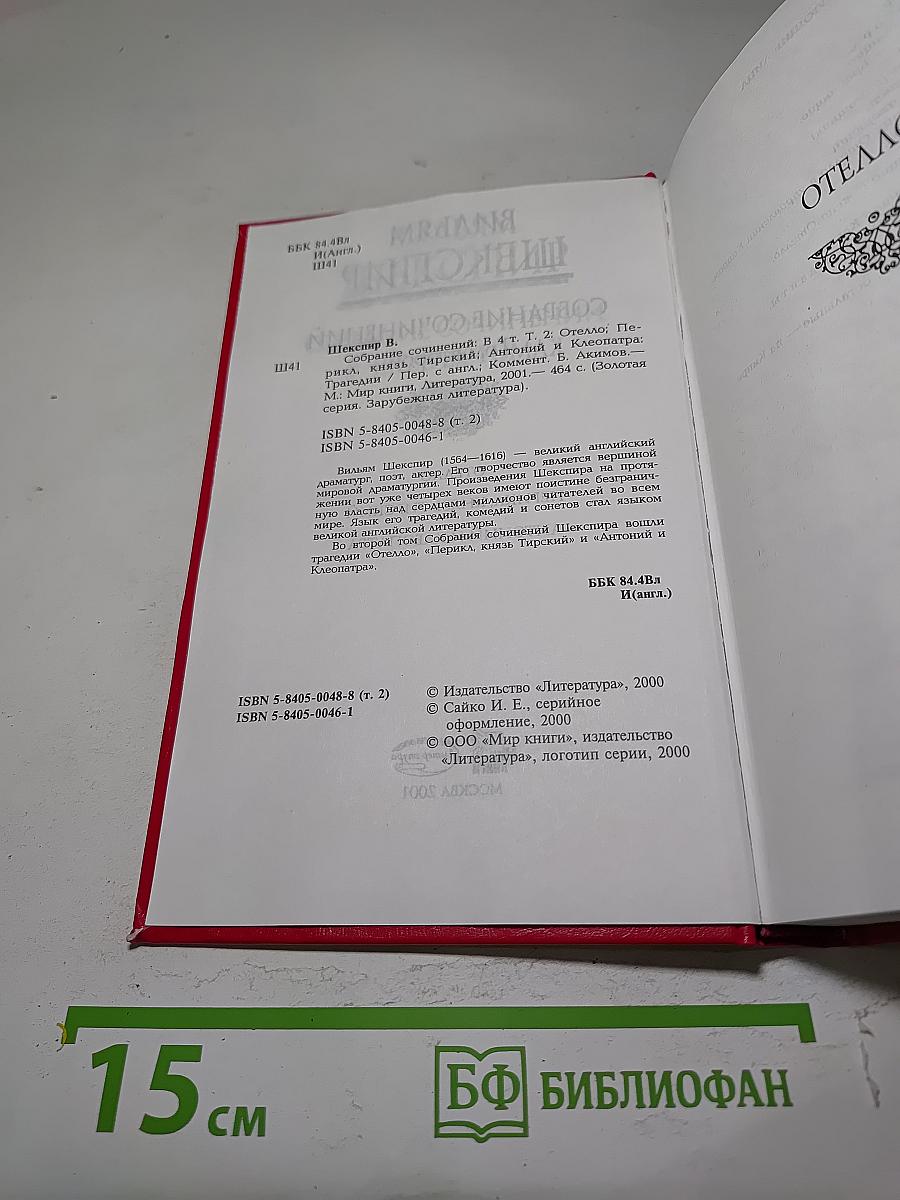 ББК 84.4Вл
И(Англ.)
Ш41
Шекспир В.
Ш41
Собрание сочинений: В 4 т. Т. 2: Отелло; Пе-
рикл, князь Тирский; Антоний и Клеопатра:
Трагедии / Пер. с англ.; Коммент. Б. Акимов.—
М.: Мир книги, Литература, 2001.— 464 с. (Золотая
серия. Зарубежная литература).
ISBN 5-8405-0048-8 (т. 2)
ISBN 5-8405-0046-1
Вильям Шекспир (1564—1616) — великий английский
драматург, поэт, актер. Его творчество является вершиной
мировой драматургии. Произведения Шекспира на протя-
жении вот уже четырех веков имеют поистине безгранич-
ную власть над сердцами миллионов читателей во всем
мире. Язык его трагедий, комедий и сонетов стал языком
великой английской литературы.
Во второй том Собрания сочинений Шекспира вошли
трагедии «Отелло», «Перикл, князь Тирский» и «Антоний и
Клеопатра».
ББК 84.4Вл
И(англ.)
ISBN 5-8405-0048-8 (т. 2)
ISBN 5-8405-0046-1
© Издательство «Литература», 2000
© Сайко И. Е., серийное
оформление, 2000
© ООО «Мир книги», издательство
«Литература», логотип серии, 2000
ВИЛЬЯМ
ШЕКСПИР
СОБРАНИЕ СОЧИНЕНИЙ
МОСКВА 2001
ОТЕЛЛО
15 см
БФ БИБЛИОФАН